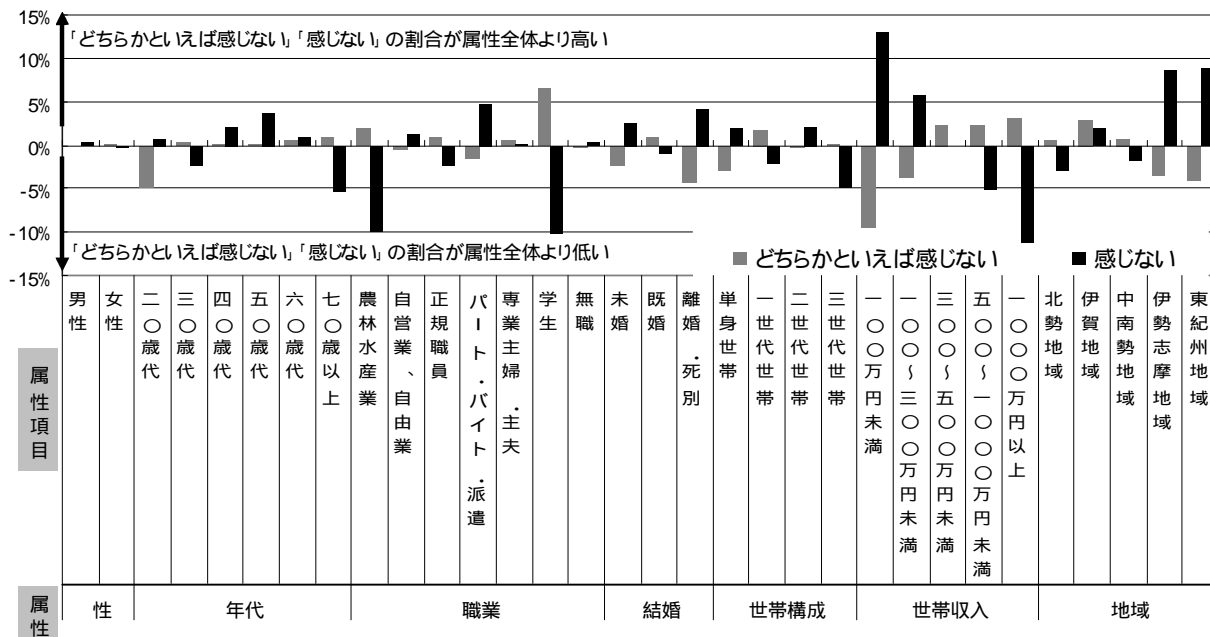 15%
「どちらかといえば感じない」「感じない」の割合が属性全体より高い
10%
5%
0%
-5%
-10%
「どちらかといえば感じない」「感じない」の割合が属性全体より低い
-15%
どちらかといえば感じない
感じない
属性項目
男性
女性
二〇歳代
三〇歳代
四〇歳代
五〇歳代
六〇歳代
七〇歳以上
農林水産業
自営業、自由業
正規職員
パート・バイト・派遣
専業主婦・主夫
学生
無職
未婚
既婚
離婚・死別
単身世帯
一世代世帯
二世代世帯
三世代世帯
一〇〇万円未満
一〇〇~三〇〇万円未満
三〇〇~五〇〇万円未満
五〇〇~一〇〇〇万円未満
一〇〇〇万円以上
北勢地域
伊賀地域
中南勢地域
伊勢志摩地域
東紀州地域
属性
性
年代
職業
結婚
世帯構成
世帯収入
地域